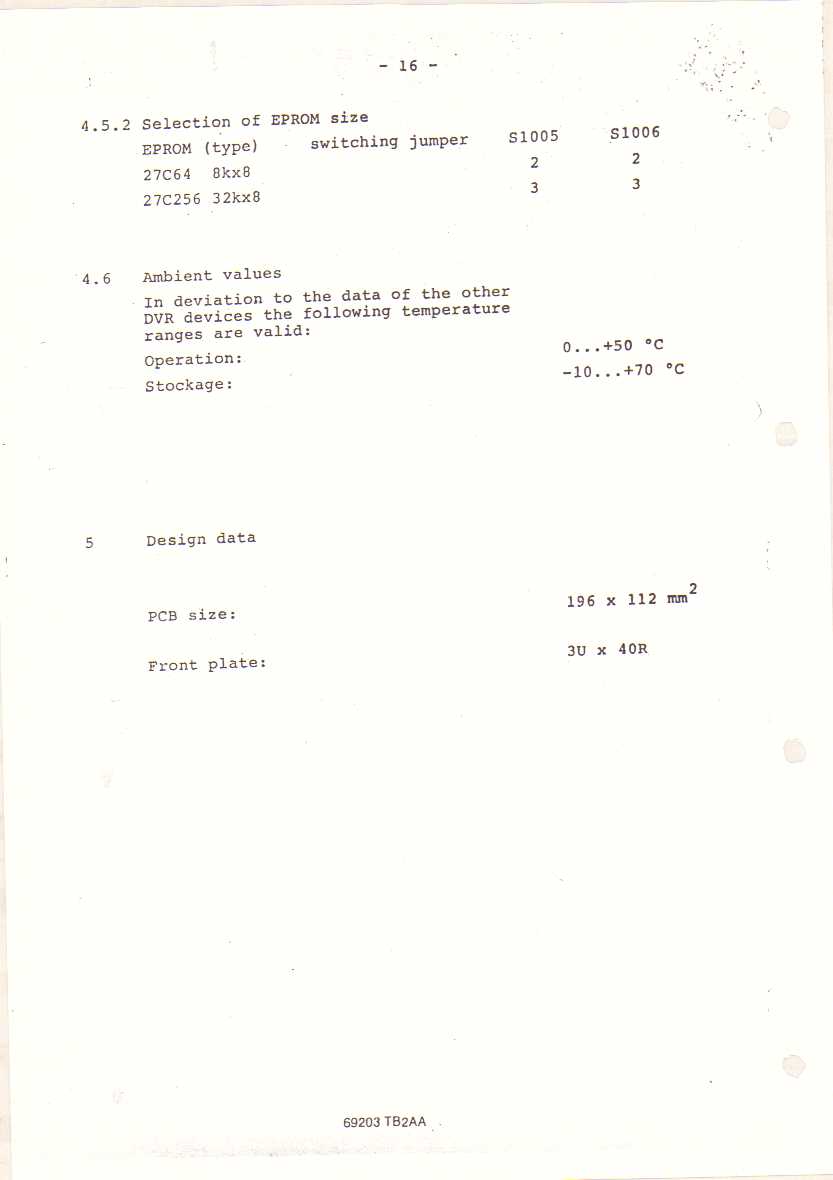 - 16 -
4.5.2 Selection of EPROM size
EPROM (type) switching jumper S1005 S1006
27C64 8kx8 2 2
27C256 32kx8 3 3
4.6 Ambient values
In deviation to the data of the other
DVR devices the following temperature
ranges are valid:
Operation: 0...+50 °C
Stockage: -10...+70 °C
5 Design data
PCB size: 196 x 112 mm²
Front plate: 3U x 40R
69203 TB2AA